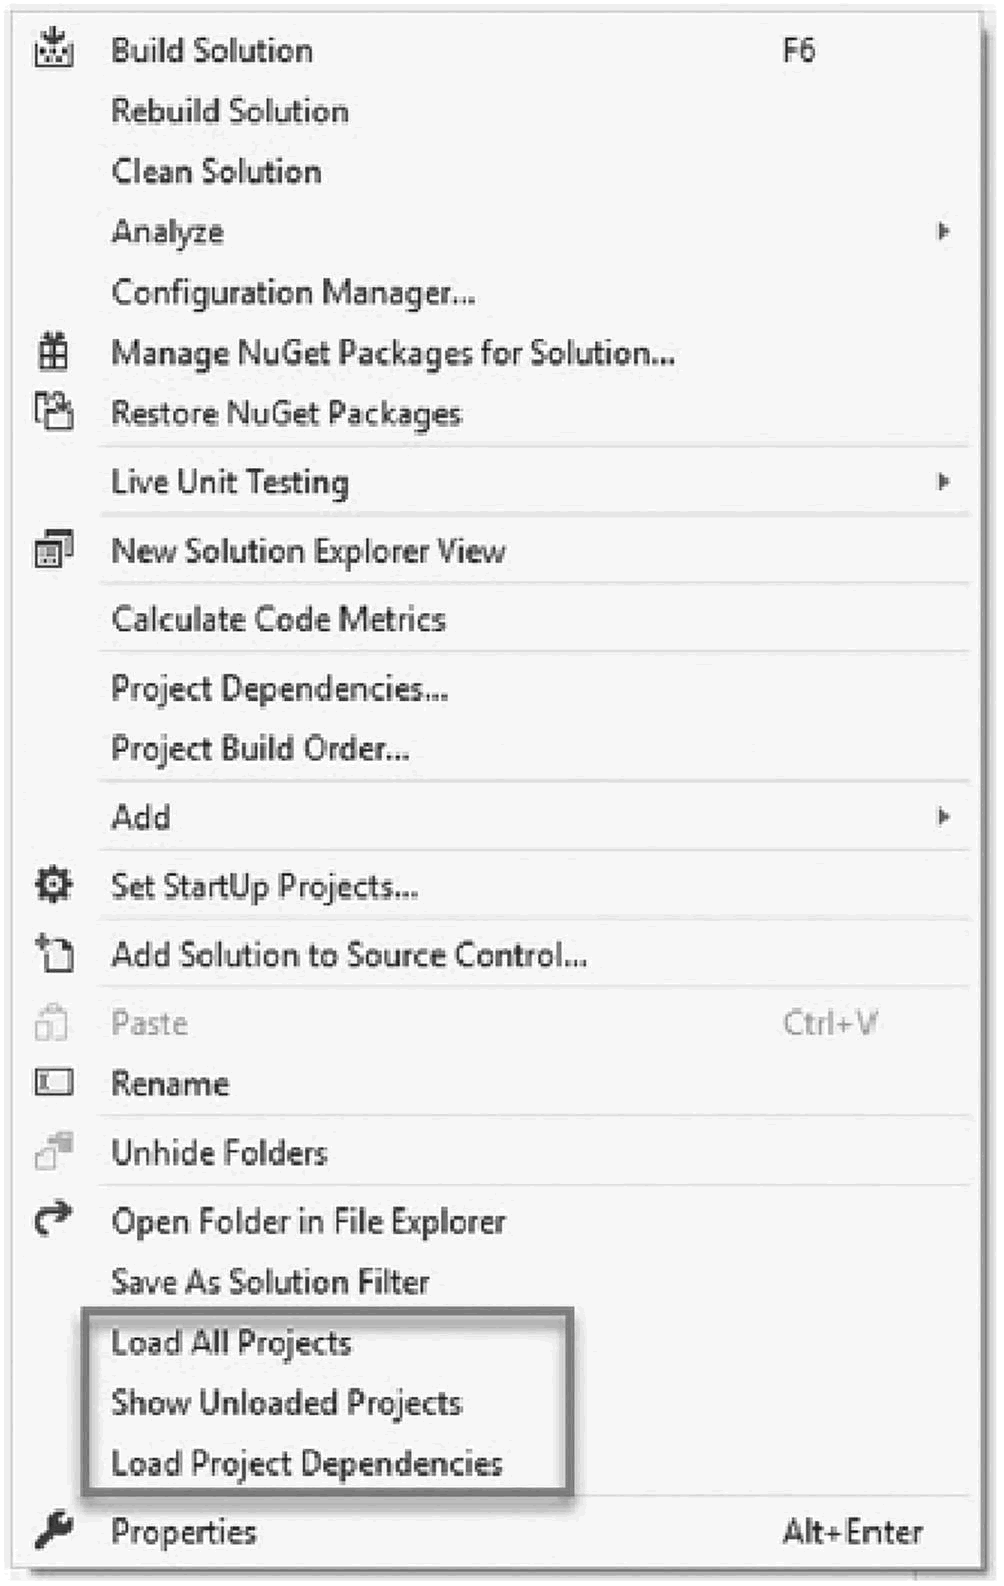 Build Solution F6
Rebuild Solution
Clean Solution
Analyze
Configuration Manager...
Manage NuGet Packages for Solution...
Restore NuGet Packages
Live Unit Testing
New Solution Explorer View
Calculate Code Metrics
Project Dependencies...
Project Build Order...
Add
Set StartUp Projects...
Add Solution to Source Control...
Paste Ctrl+V
Rename
Unhide Folders
Open Folder in File Explorer
Save As Solution Filter
Load All Projects
Show Unloaded Projects
Load Project Dependencies
Properties Alt+Enter